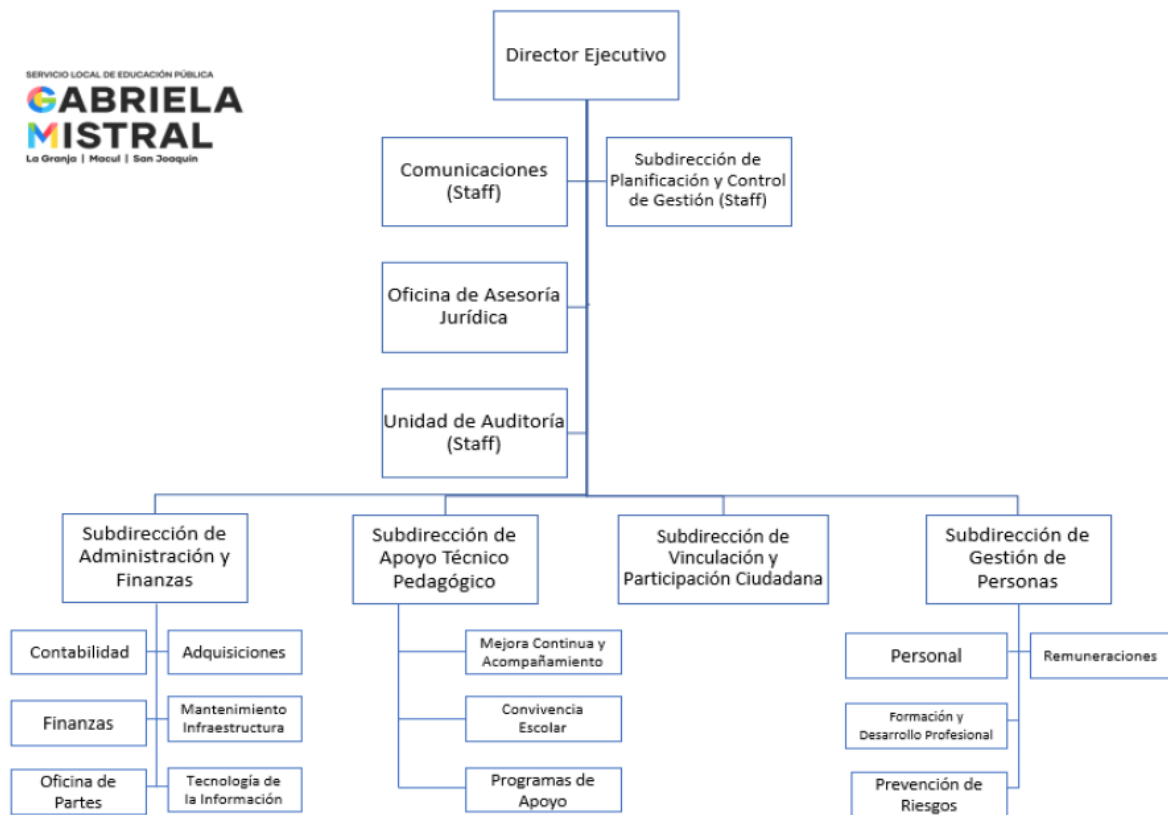 Director Ejecutivo
SERVICIO LOCAL DE EDUCACIÓN PÚBLICA
GABRIELA
MISTRAL
La Granja | Macul | San Joaquín
Comunicaciones
(Staff)
Subdirección de
Planificación y Control
de Gestión (Staff)
Oficina de Asesoría
Jurídica
Unidad de Auditoría
(Staff)
Subdirección de
Administración y
Finanzas
Subdirección de
Apoyo Técnico
Pedagógico
Subdirección de
Vinculación y
Participación Ciudadana
Subdirección de
Gestión de
Personas
Contabilidad
Adquisiciones
Finanzas
Mantenimiento
Infraestructura
Oficina de
Partes
Tecnología de
la Información
Mejora Continua y
Acompañamiento
Convivencia
Escolar
Programas de
Apoyo
Personal
Remuneraciones
Formación y
Desarrollo Profesional
Prevención de
Riesgos